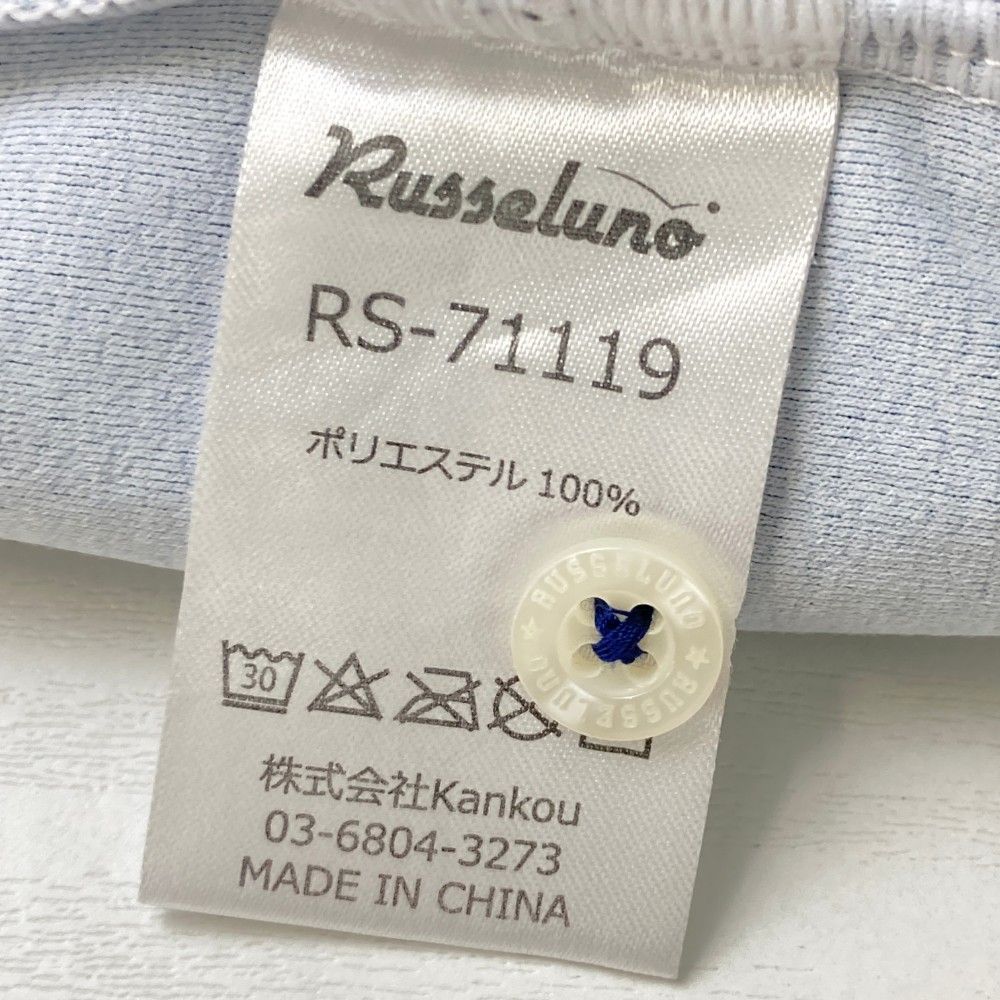 Russeluno
RS-71119
ポリエステル 100%
RUSSELUNO
RUSSELUNO
30
株式会社Kankou
03-6804-3273
MADE IN CHINA